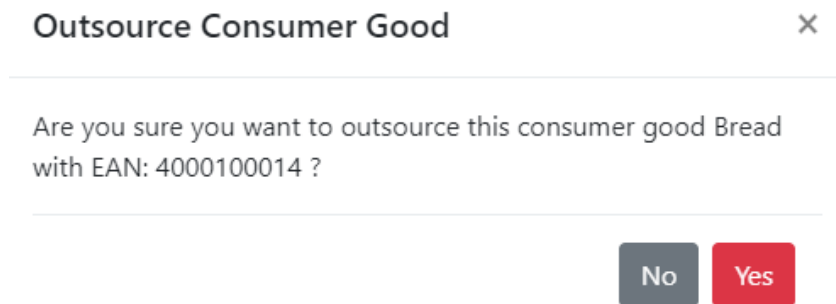 Outsource Consumer Good
×
Are you sure you want to outsource this consumer good Bread
with EAN: 4000100014 ?
No Yes